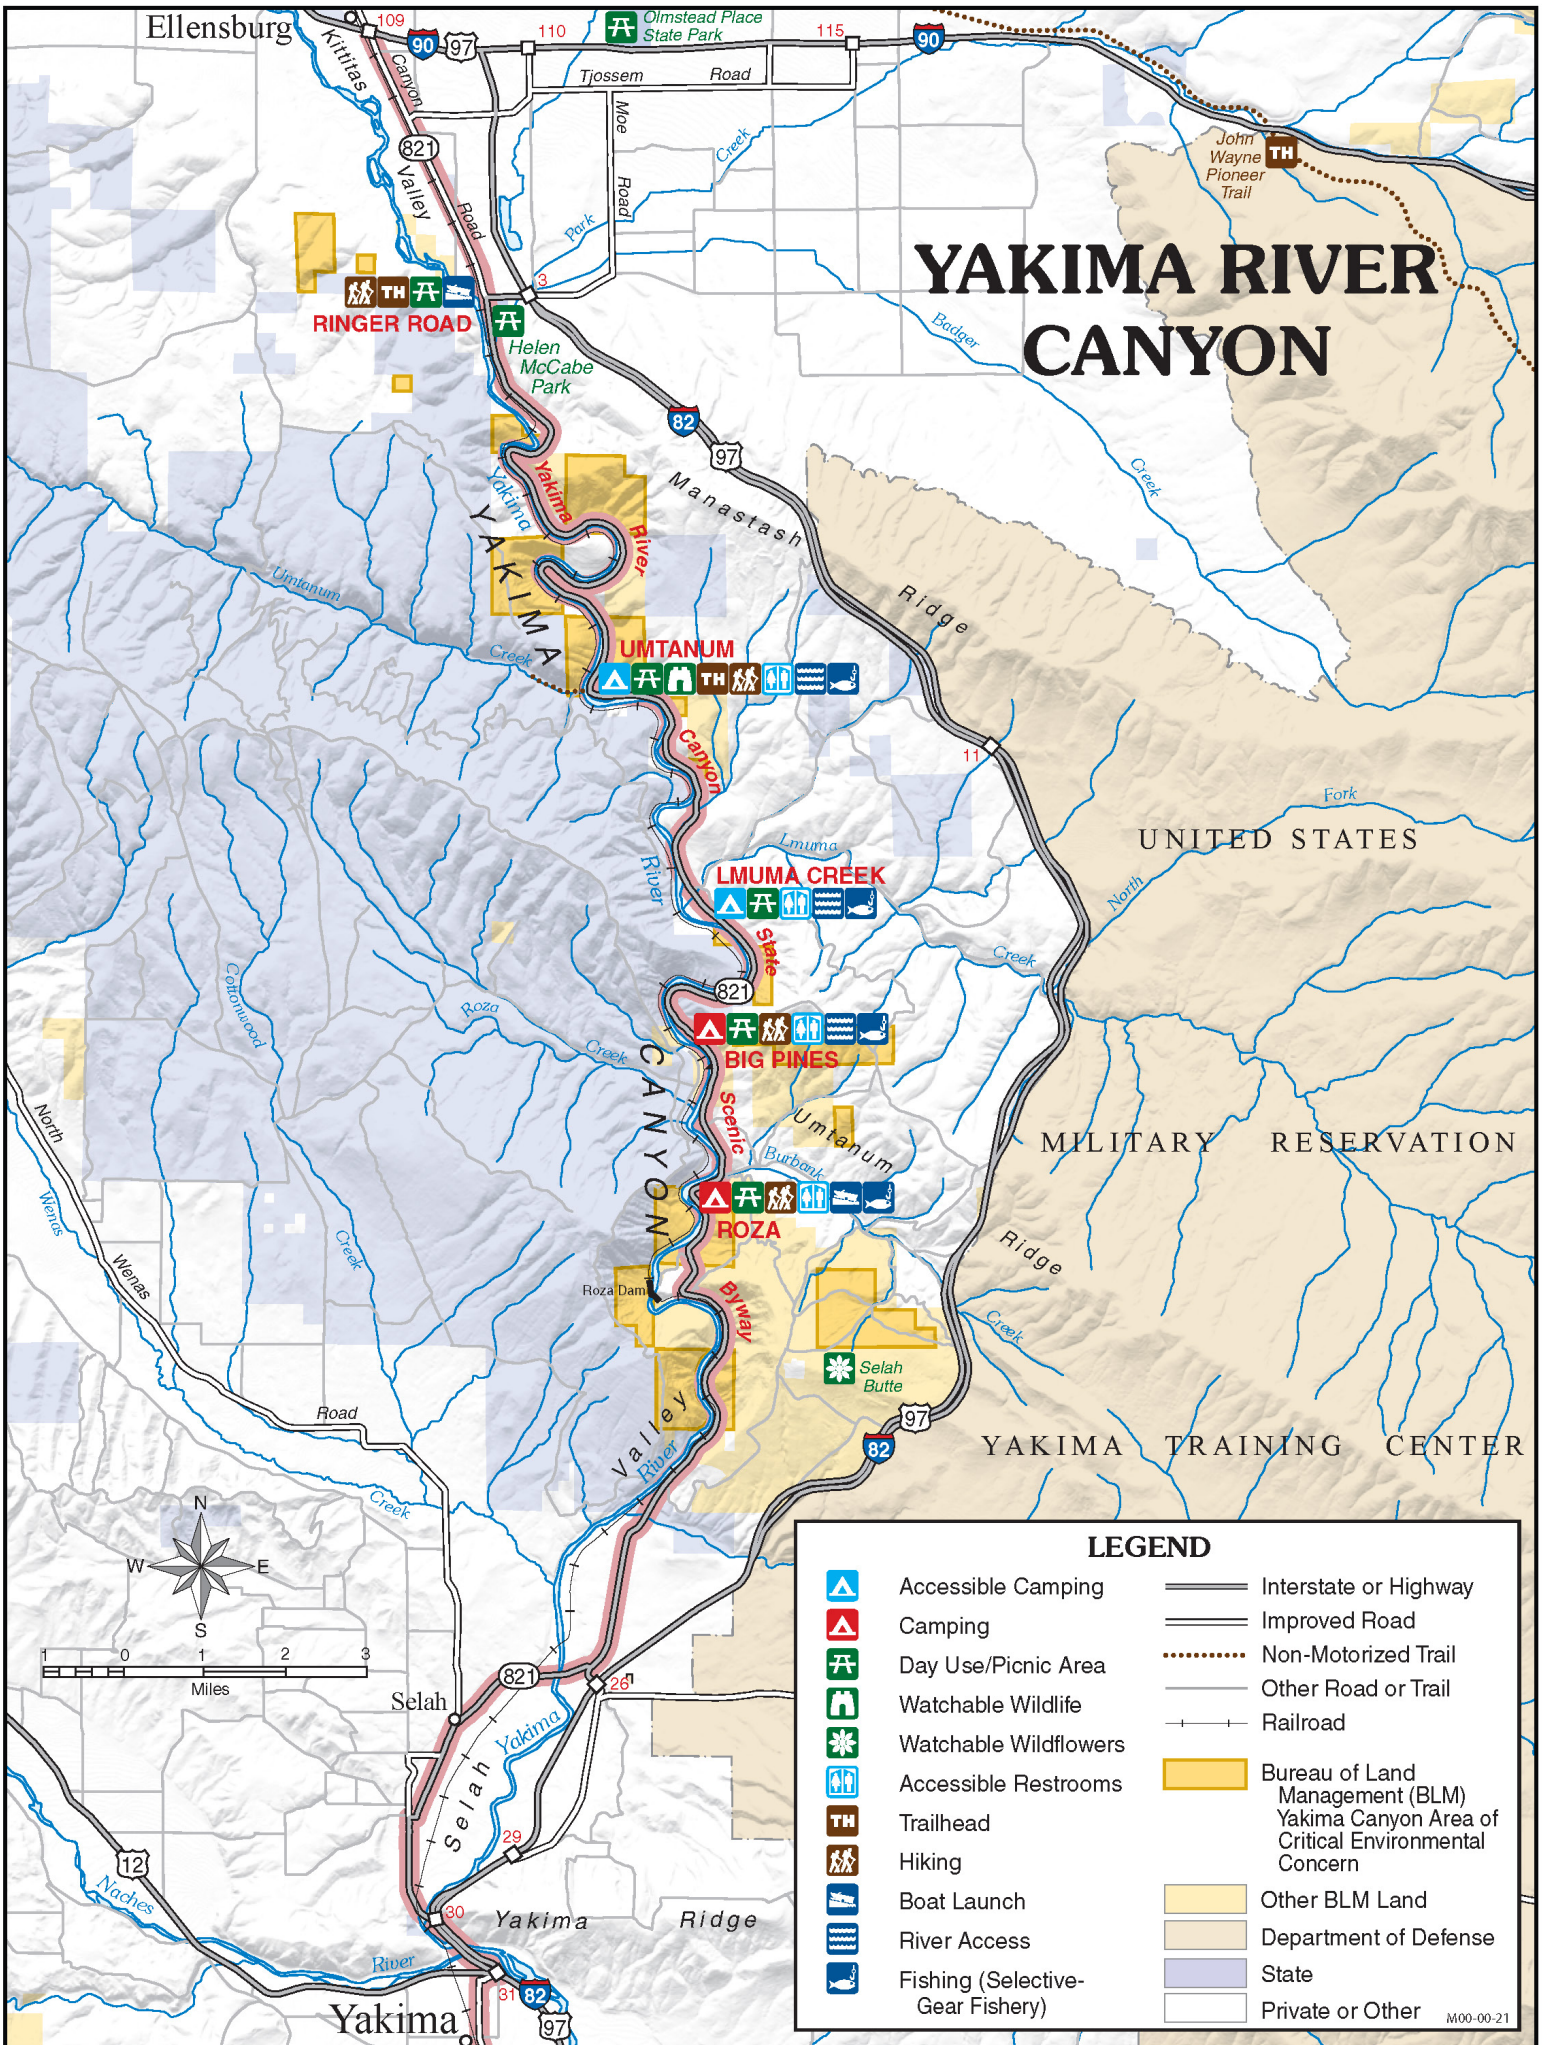 Ellensburg
109
90
97
110
Olmstead Place
State Park
115
90
Kittitas
Valley
Canyon
Road
821
Tjossem Road
Moe
Road
Park
Creek
John
Wayne
Pioneer
Trail
TH
YAKIMA RIVER
CANYON
TH
RINGER ROAD
3
Helen
McCabe
Park
Badger
Creek
82
97
Manastash
Ridge
Yakima
YAKIMA
Yakima
River
Umtanum
Creek
UMTANUM
TH
Canyon
11
River
Lmuma
LMUMA CREEK
Creek
State
821
UNITED STATES
North
Fork
Cottonwood
Creek
Roza
Creek
CANYON
BIG PINES
Scenic
Umtanum
Ridge
Burbank
Creek
ROZA
MILITARY RESERVATION
North
Wenas
Road
Wenas
Creek
Roza Dam
Byway
Selah
Butte
97
82
YAKIMA TRAINING CENTER
Valley
River
N
W
E
S
1 0 1 2 3
Miles
Selah
821
26
Yakima
Selah
29
12
Naches
River
30
Yakima Ridge
31
82
97
Yakima
LEGEND
Accessible Camping
Camping
Day Use/Picnic Area
Watchable Wildlife
Watchable Wildflowers
Accessible Restrooms
TH
Trailhead
Hiking
Boat Launch
River Access
Fishing (Selective-
Gear Fishery)
Interstate or Highway
Improved Road
Non-Motorized Trail
Other Road or Trail
Railroad
Bureau of Land
Management (BLM)
Yakima Canyon Area of
Critical Environmental
Concern
Other BLM Land
Department of Defense
State
Private or Other
M00-00-21